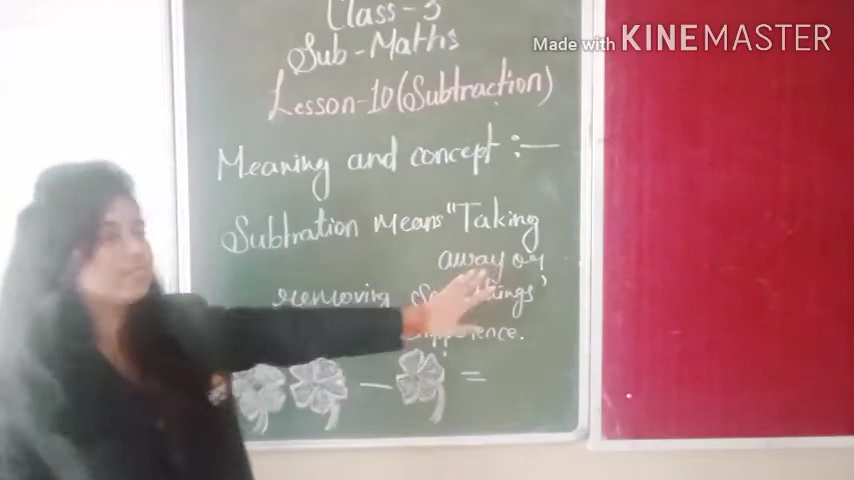 Class-3
Sub-Maths
Lesson-10(Subtraction)
Meaning and concept :—
Subtration means "Taking
away or
removing things"
— =
Made with KINEMASTER